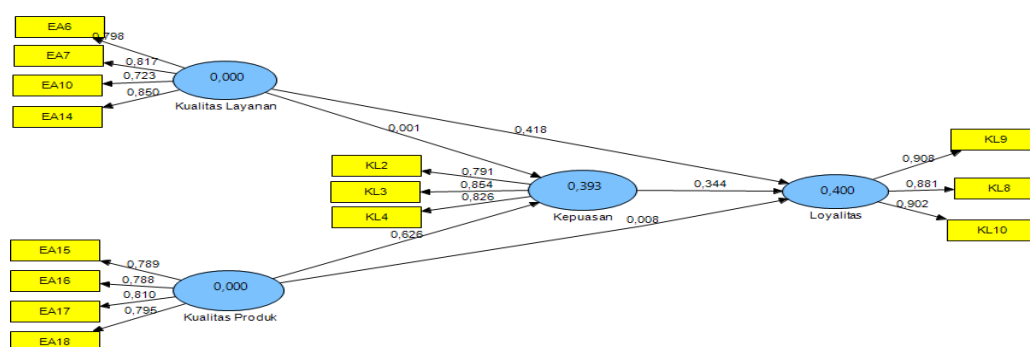 EA6
0,798
EA7
0,817
EA10
0,723
EA14
0,850
0,000
Kualitas Layanan
0,001
0,418
KL2
0,791
KL3
0,854
KL4
0,826
0,393
Kepuasan
0,344
0,400
Loyalitas
KL9
0,908
KL8
0,881
KL10
0,902
0,008
0,626
EA15
0,789
EA16
0,788
EA17
0,810
EA18
0,795
0,000
Kualitas Produk